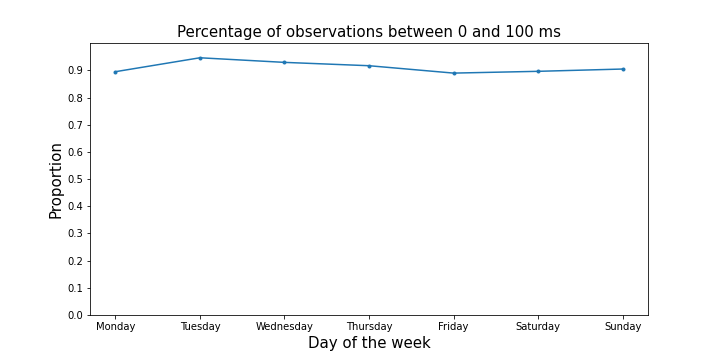 Percentage of observations between 0 and 100 ms
0.9
0.8
0.7
0.6
0.5
0.4
0.3
0.2
0.1
0.0
Proportion
Monday Tuesday Wednesday Thursday Friday Saturday Sunday
Day of the week